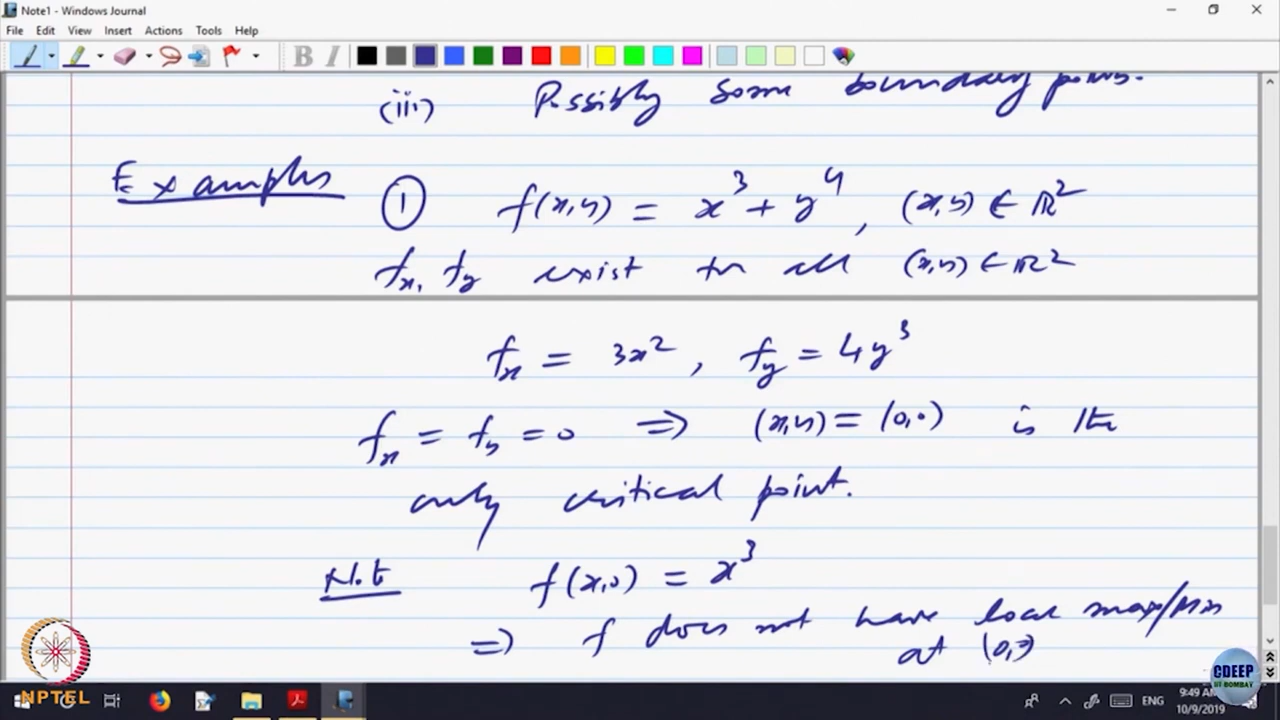 Note1 - Windows Journal
File Edit View Insert Actions Tools Help
B I
(iii) Possibly some boundary points.
Examples ① f(x,y) = x³ + y⁴, (x,y) ∈ ℝ²
fx, fy exist for all (x,y) ∈ ℝ²
fx = 3x², fy = 4y³
fx = fy = 0 ⇒ (x,y) = (0,0) is the
only critical point.
Note f(x,0) = x³
⇒ f does not have local max/min
at (0,0)
NPTEL
CDEEP
IIT BOMBAY
ENG
9:49 AM
10/9/2019